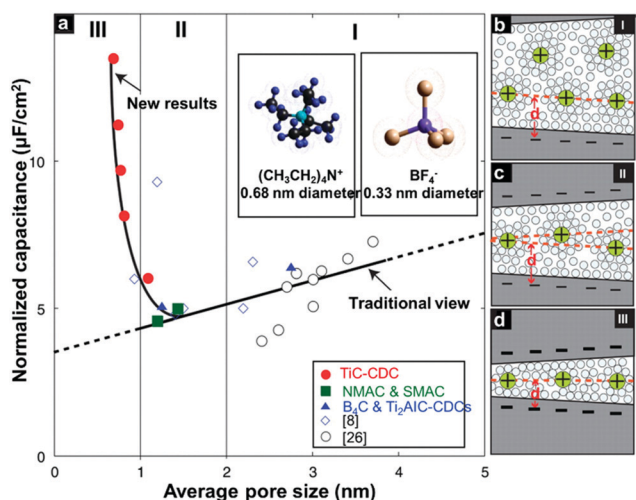 a
III
II
I
New results
(CH3CH2)4N+
0.68 nm diameter
BF4-
0.33 nm diameter
Traditional view
TiC-CDC
NMAC & SMAC
B4C & Ti2AlC-CDCs
[8]
[26]
Normalized capacitance (μF/cm2)
10
5
0
0
1
2
3
4
5
Average pore size (nm)
b
I
d
c
II
d
d
III
d